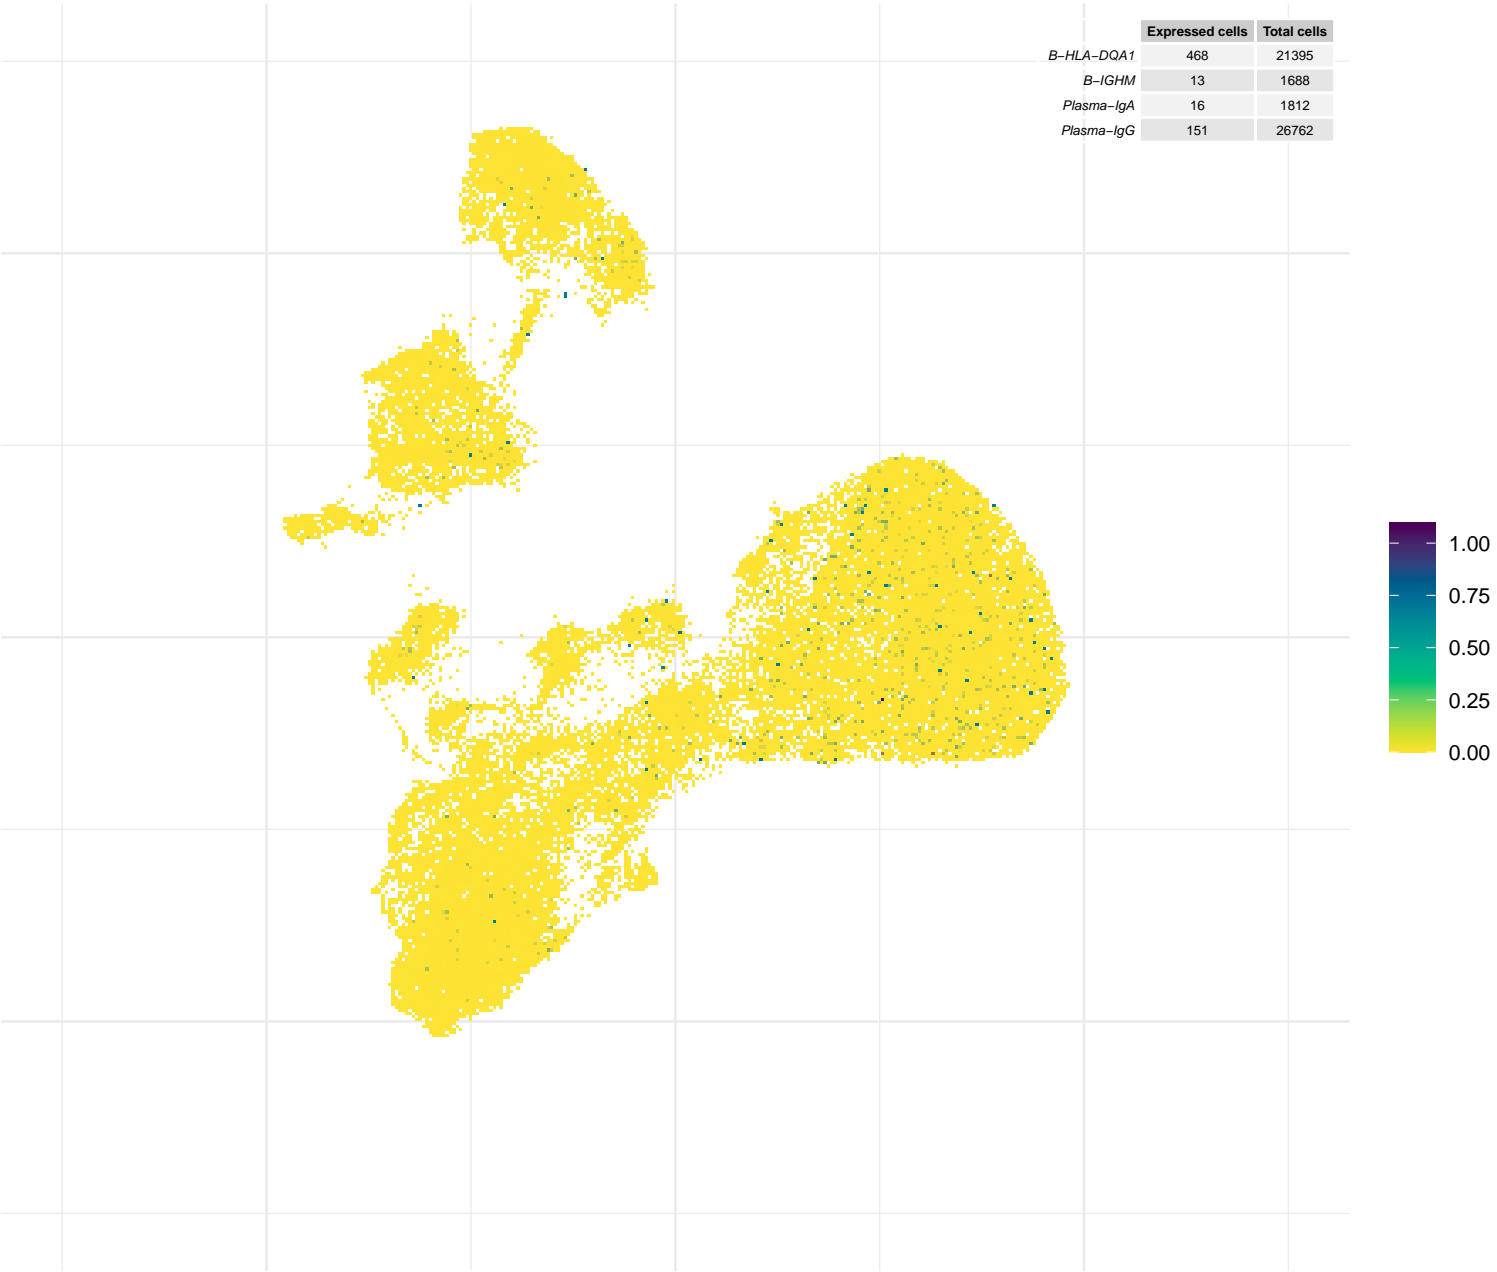 Expressed cells Total cells
B−HLA−DQA1 468 21395
B−IGHM 13 1688
Plasma−IgA 16 1812
Plasma−IgG 151 26762
1.00
0.75
0.50
0.25
0.00